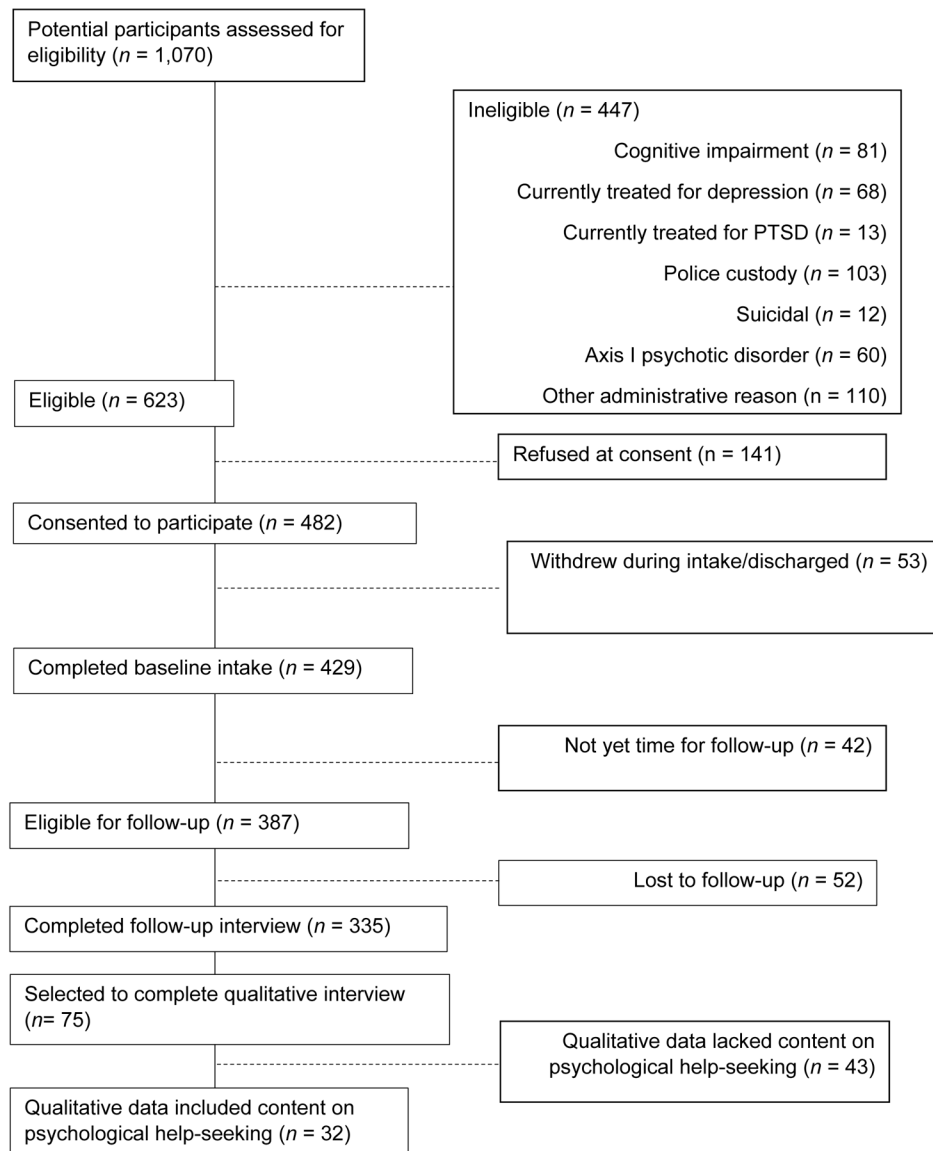 Potential participants assessed for
eligibility (n = 1,070)
Ineligible (n = 447)
Cognitive impairment (n = 81)
Currently treated for depression (n = 68)
Currently treated for PTSD (n = 13)
Police custody (n = 103)
Suicidal (n = 12)
Axis I psychotic disorder (n = 60)
Other administrative reason (n = 110)
Eligible (n = 623)
Refused at consent (n = 141)
Consented to participate (n = 482)
Withdrew during intake/discharged (n = 53)
Completed baseline intake (n = 429)
Not yet time for follow-up (n = 42)
Eligible for follow-up (n = 387)
Lost to follow-up (n = 52)
Completed follow-up interview (n = 335)
Selected to complete qualitative interview
(n= 75)
Qualitative data lacked content on
psychological help-seeking (n = 43)
Qualitative data included content on
psychological help-seeking (n = 32)